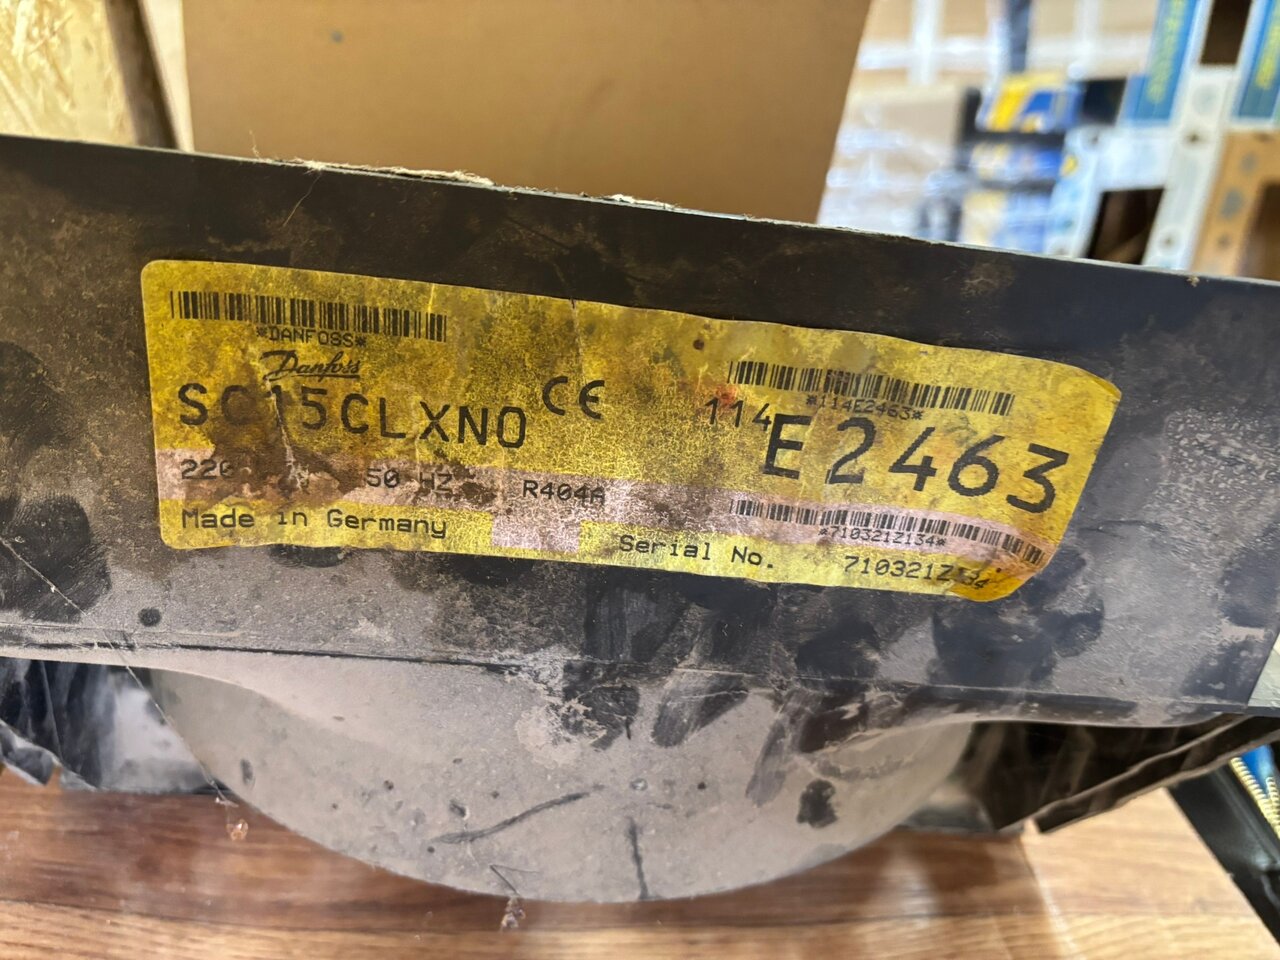 *DANFOSS*
Danfoss
SC15CLXN0 CE
*114E2463*
114E2463
50 HZ R404A
*710321Z134*
Made in Germany
Serial No. 710321Z134